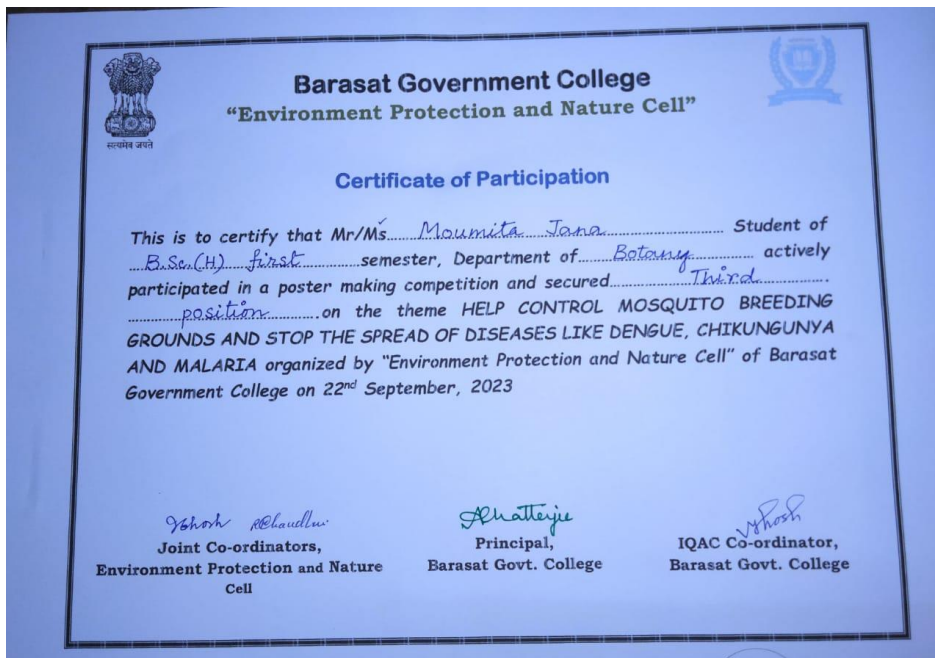 सत्यमेव जयते
Barasat Government College
"Environment Protection and Nature Cell"
Certificate of Participation
This is to certify that Mr/Ms.....Moumita Jana..... Student of
....B.Sc.(H) first.....semester, Department of.....Botany..... actively
participated in a poster making competition and secured.....Third.....
.....position.....on the theme HELP CONTROL MOSQUITO BREEDING
GROUNDS AND STOP THE SPREAD OF DISEASES LIKE DENGUE, CHIKUNGUNYA
AND MALARIA organized by "Environment Protection and Nature Cell" of Barasat
Government College on 22nd September, 2023
Ghosh RChaudhuri AChatterjee Ghosh
Joint Co-ordinators, Principal, IQAC Co-ordinator,
Environment Protection and Nature Barasat Govt. College Barasat Govt. College
Cell